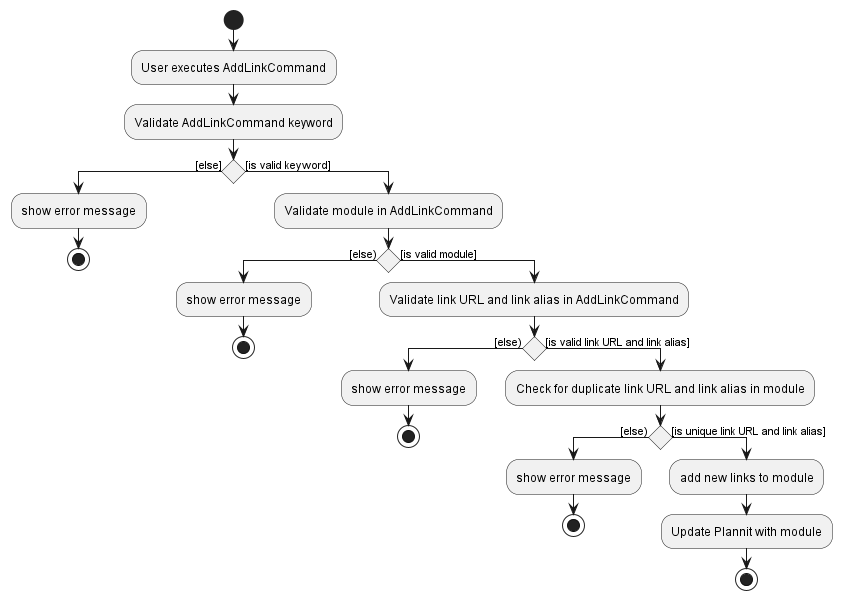 User executes AddLinkCommand
Validate AddLinkCommand keyword
[else]
[is valid keyword]
show error message
Validate module in AddLinkCommand
[else)
[is valid module]
show error message
Validate link URL and link alias in AddLinkCommand
[else)
[is valid link URL and link alias]
show error message
Check for duplicate link URL and link alias in module
[else)
[is unique link URL and link alias]
show error message
add new links to module
Update Plannit with module